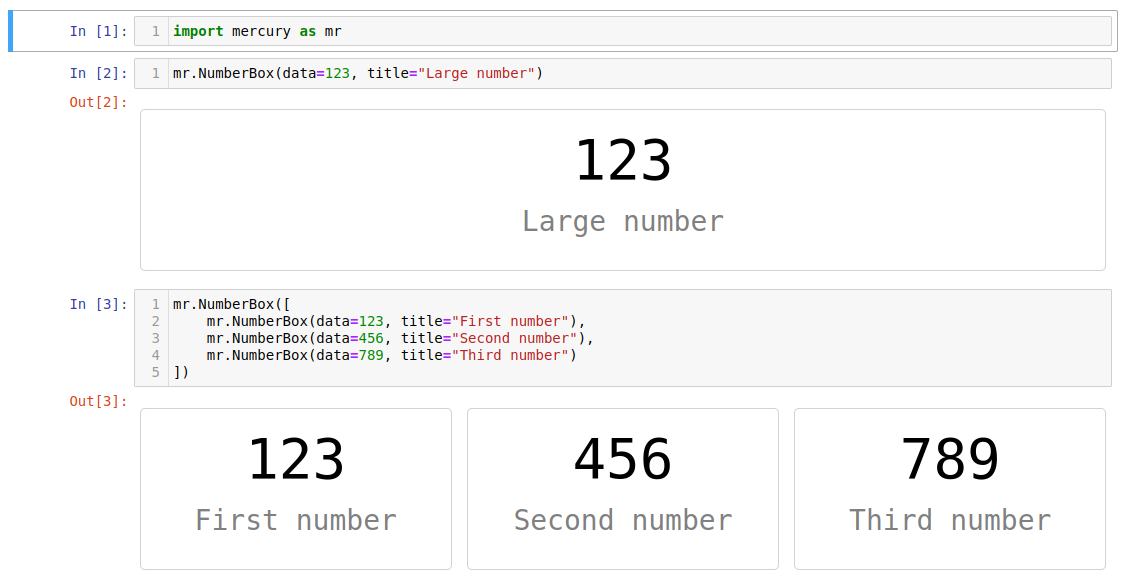 In [1]: 1 import mercury as mr
In [2]: 1 mr.NumberBox(data=123, title="Large number")
Out[2]:
123
Large number
In [3]: 1 mr.NumberBox([
2     mr.NumberBox(data=123, title="First number"),
3     mr.NumberBox(data=456, title="Second number"),
4     mr.NumberBox(data=789, title="Third number")
5 ])
Out[3]:
123 456 789
First number Second number Third number